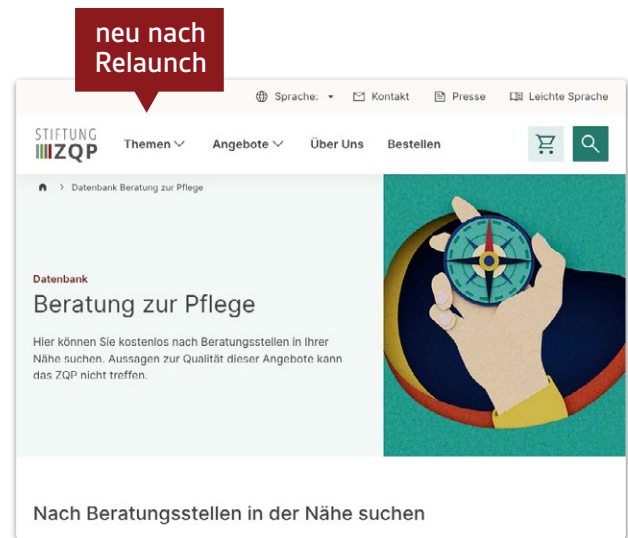 neu nach
Relaunch
Sprache:
Kontakt
Presse
Leichte Sprache
STIFTUNG
ZQP
Themen
Angebote
Über Uns
Bestellen
Datenbank Beratung zur Pflege
Datenbank
Beratung zur Pflege
Hier können Sie kostenlos nach Beratungsstellen in Ihrer
Nähe suchen. Aussagen zur Qualität dieser Angebote kann
das ZQP nicht treffen.
Nach Beratungsstellen in der Nähe suchen